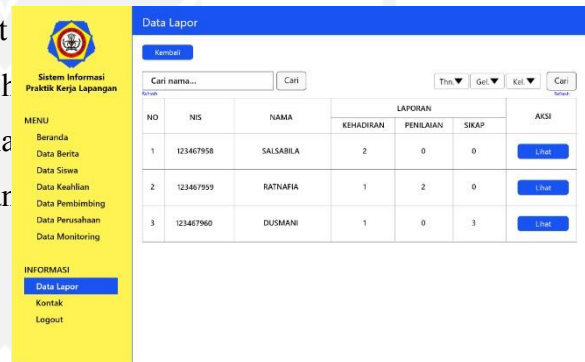 t
h
a
an
Sistem Informasi
Praktik Kerja Lapangan
MENU
Beranda
Data Berita
Data Siswa
Data Keahlian
Data Pembimbing
Data Perusahaan
Data Monitoring
INFORMASI
Data Lapor
Kontak
Logout
Data Lapor
Kembali
Cari nama... Cari Thn.▼ Gel.▼ Kel.▼ Cari
Refresh Refresh
NO NIS NAMA LAPORAN AKSI
KEHADIRAN PENILAIAN SIKAP
1 123467958 SALSABILA 2 0 0 Lihat
2 123467959 RATNAFIA 1 2 0 Lihat
3 123467960 DUSMANI 1 0 3 Lihat